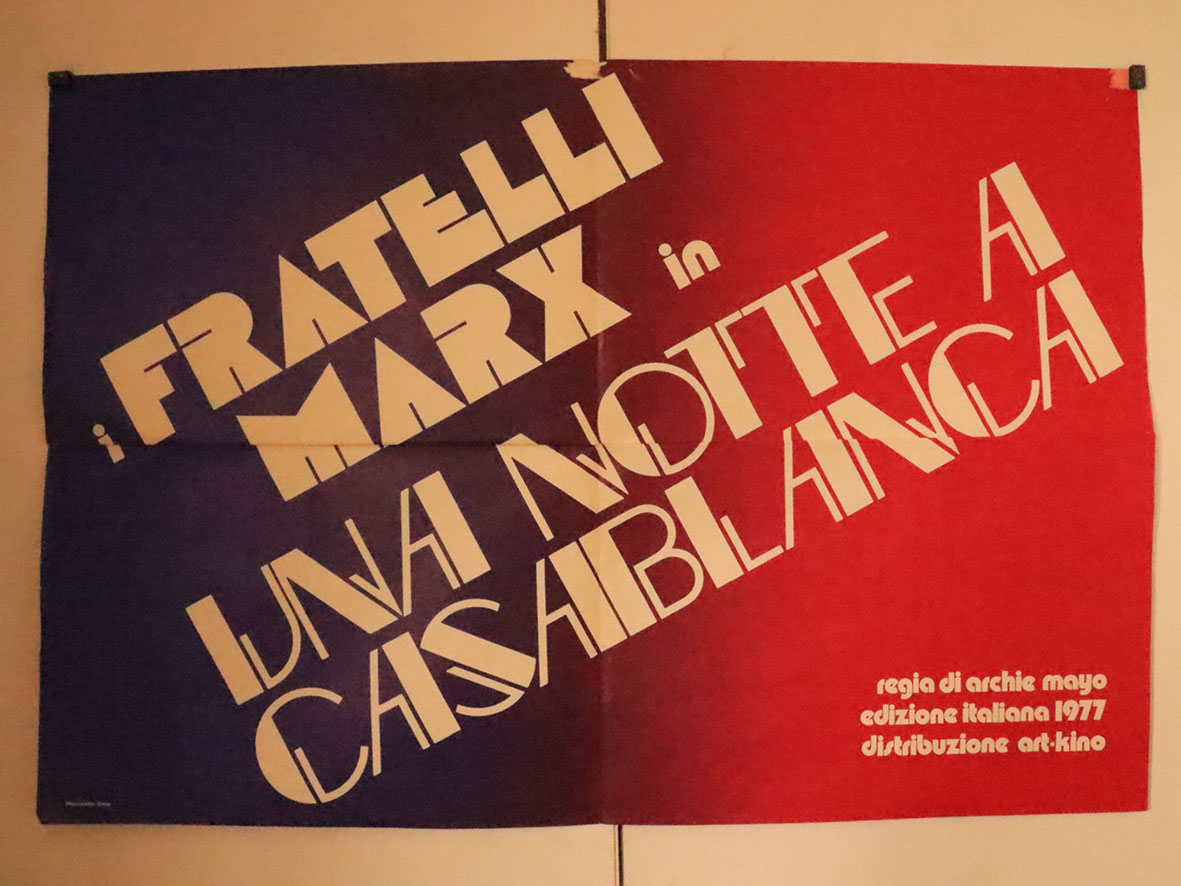 i FRATELLI
MARX in
UNA NOTTE A
CASABLANCA
regia di archie mayo
edizione italiana 1977
distribuzione art-kino